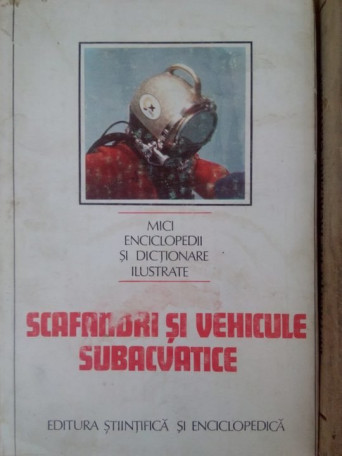 MICI
ENCICLOPEDII
ȘI DICȚIONARE
ILUSTRATE
SCAFANDRI ȘI VEHICULE
SUBACVATICE
EDITURA ȘTIINȚIFICĂ ȘI ENCICLOPEDICĂ